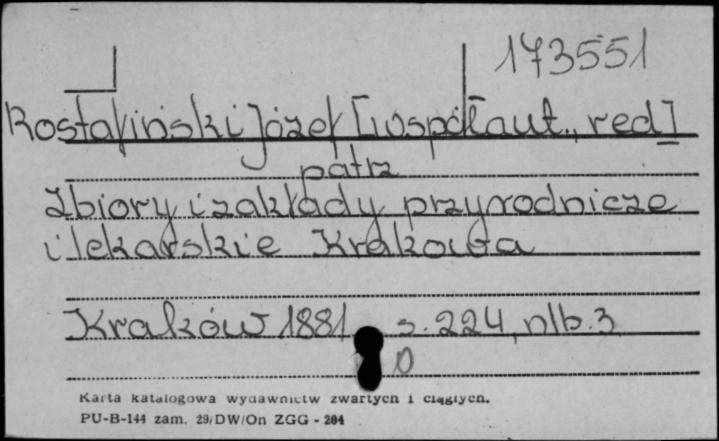 173551
Rostafiński Józef [współaut., red]
patrz
Zbiory i zakłady przyrodnicze
i lekarskie Krakowa
Kraków 1881 s. 224, nlb. 3
0
Karta katalogowa wydawnictw zwartych i ciągłych.
PU-B-144 zam. 29/DW/On ZGG - 204